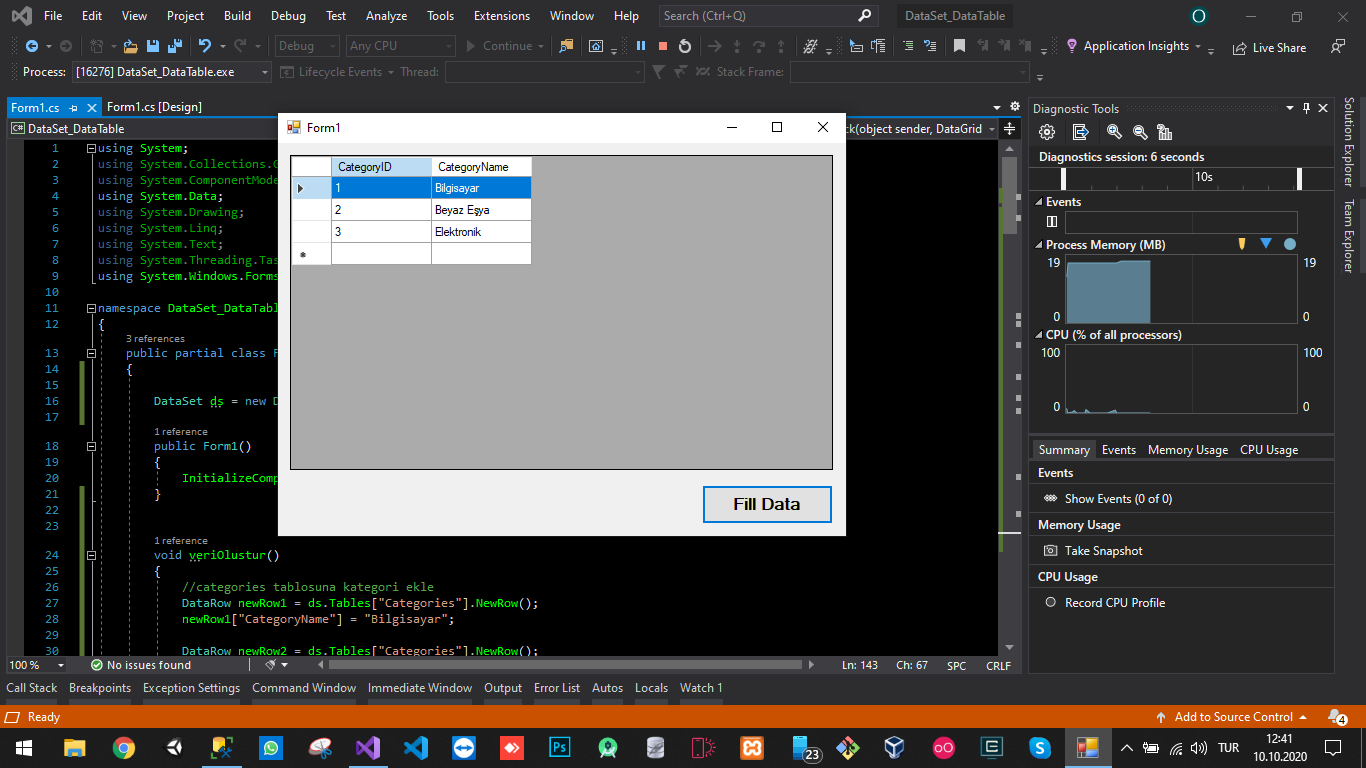 File Edit View Project Build Debug Test Analyze Tools Extensions Window Help Search (Ctrl+Q) DataSet_DataTable
Debug Any CPU Continue Application Insights Live Share
Process: [16276] DataSet_DataTable.exe Lifecycle Events Thread: Stack Frame:
Form1.cs Form1.cs [Design]
DataSet_DataTable ck(object sender, DataGrid
Form1
CategoryID CategoryName
1 Bilgisayar
2 Beyaz Eşya
3 Elektronik
Fill Data
1 using System;
2 using System.Collections.G
3 using System.ComponentMode
4 using System.Data;
5 using System.Drawing;
6 using System.Linq;
7 using System.Text;
8 using System.Threading.Tas
9 using System.Windows.Forms
10
11 namespace DataSet_DataTabl
12 {
3 references
13 public partial class F
14 {
15
16 DataSet ds = new D
17
1 reference
18 public Form1()
19 {
20 InitializeComp
21 }
22
23
1 reference
24 void veriOlustur()
25 {
26 //categories tablosuna kategori ekle
27 DataRow newRow1 = ds.Tables["Categories"].NewRow();
28 newRow1["CategoryName"] = "Bilgisayar";
29
30 DataRow newRow2 = ds.Tables["Categories"].NewRow();
100 % No issues found Ln: 143 Ch: 67 SPC CRLF
Diagnostic Tools
Diagnostics session: 6 seconds
10s
Events
Process Memory (MB)
19 19
0 0
CPU (% of all processors)
100 100
0 0
Summary Events Memory Usage CPU Usage
Events
Show Events (0 of 0)
Memory Usage
Take Snapshot
CPU Usage
Record CPU Profile
Solution Explorer
Team Explorer
Call Stack Breakpoints Exception Settings Command Window Immediate Window Output Error List Autos Locals Watch 1
Ready Add to Source Control 4
23 TUR 12:41
10.10.2020